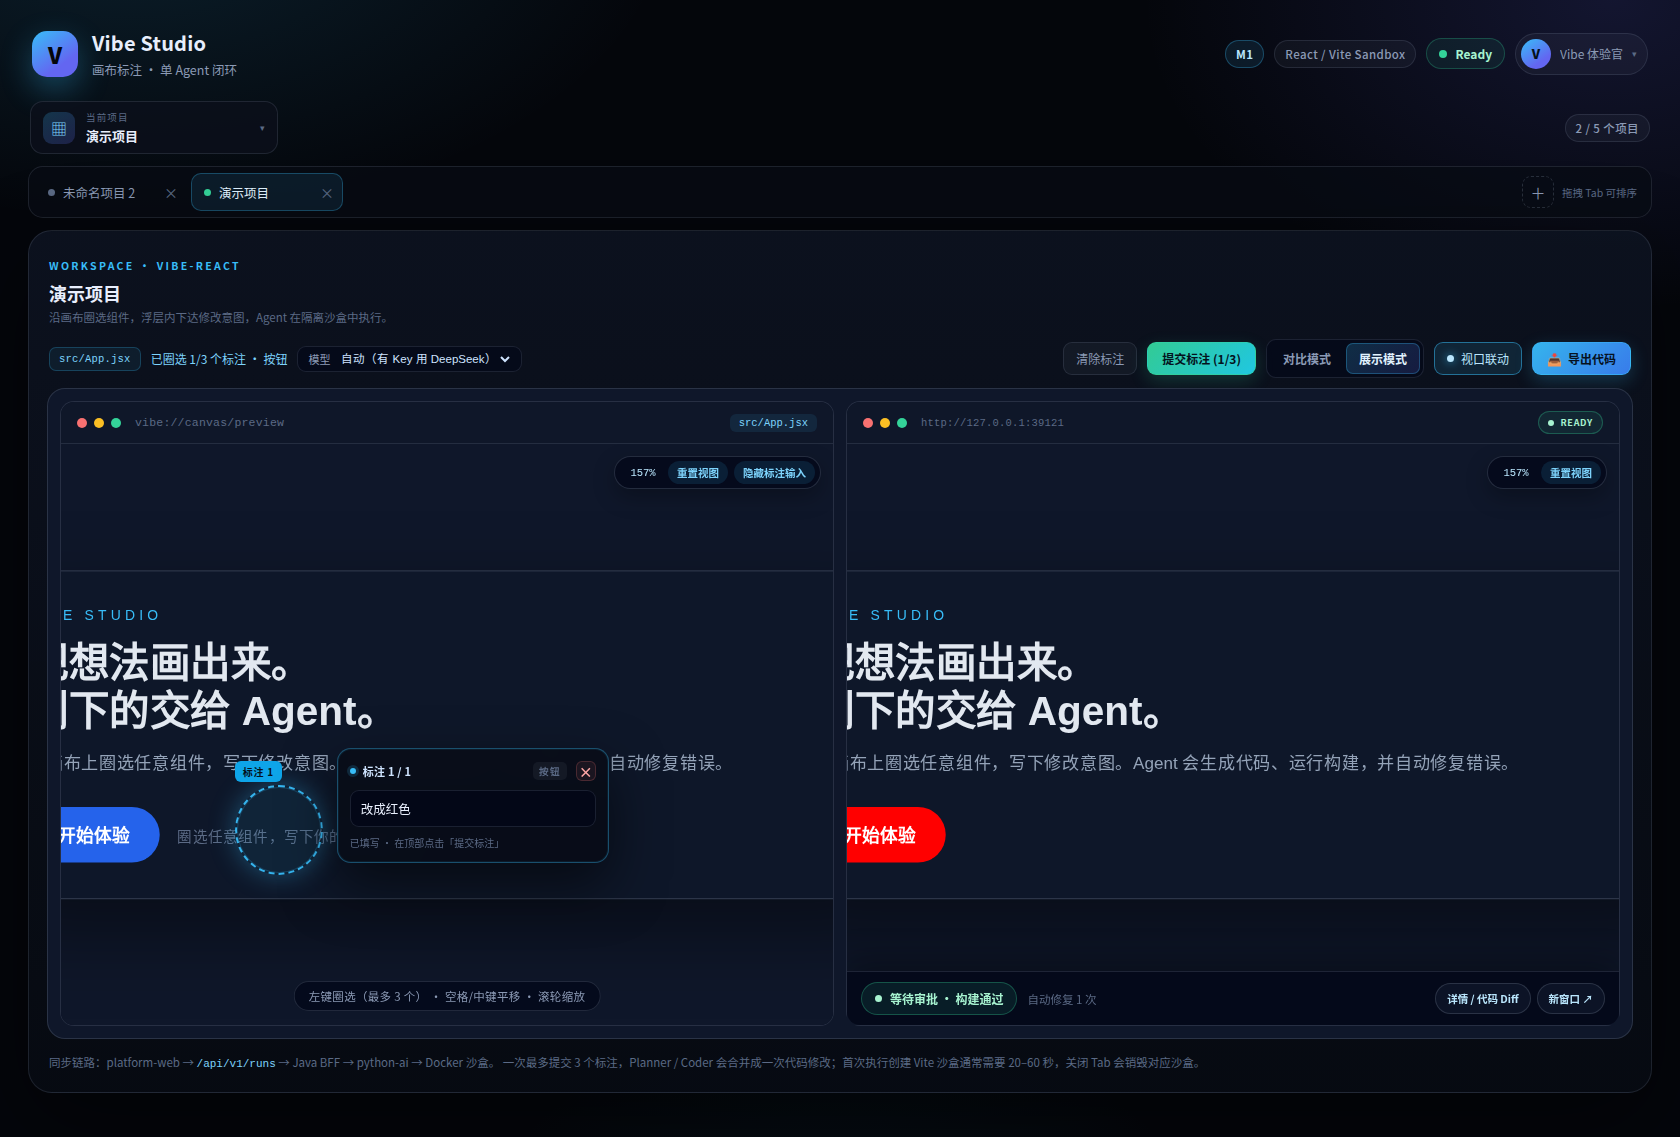 V
Vibe Studio
画布标注 · 单 Agent 闭环
M1
React / Vite Sandbox
Ready
V
Vibe 体验官
当前项目
演示项目
2 / 5 个项目
未命名项目 2
演示项目
+
拖拽 Tab 可排序
WORKSPACE · VIBE-REACT
演示项目
沿画布圈选组件，浮层内下达修改意图，Agent 在隔离沙盒中执行。
src/App.jsx
已圈选 1/3 个标注 · 按钮
模型
自动（有 Key 用 DeepSeek）
清除标注
提交标注 (1/3)
对比模式
展示模式
视口联动
导出代码
vibe://canvas/preview
src/App.jsx
157%
重置视图
隐藏标注输入
E STUDIO
想法画出来。
下的交给 Agent。
布上圈选任意组件，写下修改意图。
自动修复错误。
标注 1
标注 1 / 1
按钮
改成红色
已填写 · 在顶部点击「提交标注」
开始体验
圈选任意组件，写下你的
左键圈选（最多 3 个） · 空格/中键平移 · 滚轮缩放
http://127.0.0.1:39121
READY
157%
重置视图
E STUDIO
想法画出来。
下的交给 Agent。
布上圈选任意组件，写下修改意图。Agent 会生成代码、运行构建，并自动修复错误。
开始体验
等待审批 · 构建通过
自动修复 1 次
详情 / 代码 Diff
新窗口 ↗
同步链路：platform-web → /api/v1/runs → Java BFF → python-ai → Docker 沙盒。 一次最多提交 3 个标注，Planner / Coder 会合并成一次代码修改；首次执行创建 Vite 沙盒通常需要 20–60 秒，关闭 Tab 会销毁对应沙盒。